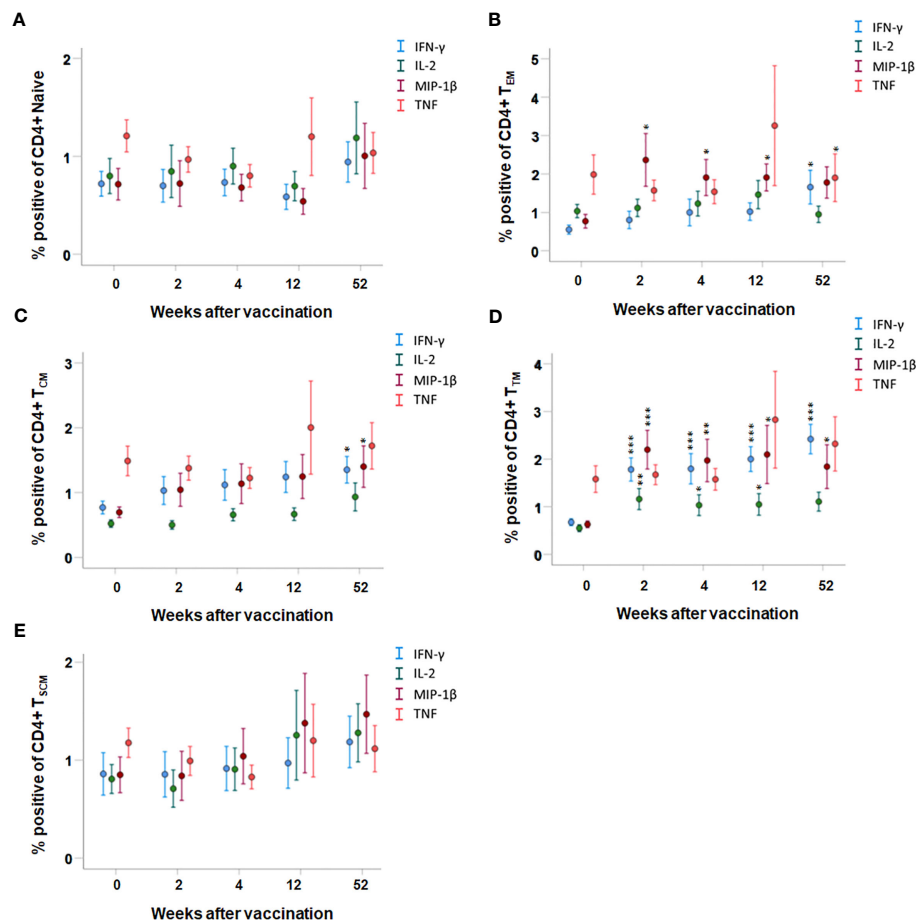 A
IFN-γ
IL-2
MIP-1β
TNF
% positive of CD4+ Naive
2
1
0
0 2 4 12 52
Weeks after vaccination
B
IFN-γ
IL-2
MIP-1β
TNF
% positive of CD4+ TEM
5
4
3
2
1
0
* * * * *
0 2 4 12 52
Weeks after vaccination
C
IFN-γ
IL-2
MIP-1β
TNF
% positive of CD4+ TCM
3
2
1
0
* *
0 2 4 12 52
Weeks after vaccination
D
IFN-γ
IL-2
MIP-1β
TNF
% positive of CD4+ TTM
4
3
2
1
0
*** ** *** *** * ** *** * * *** *
0 2 4 12 52
Weeks after vaccination
E
IFN-γ
IL-2
MIP-1β
TNF
% positive of CD4+ TSCM
2
1
0
0 2 4 12 52
Weeks after vaccination